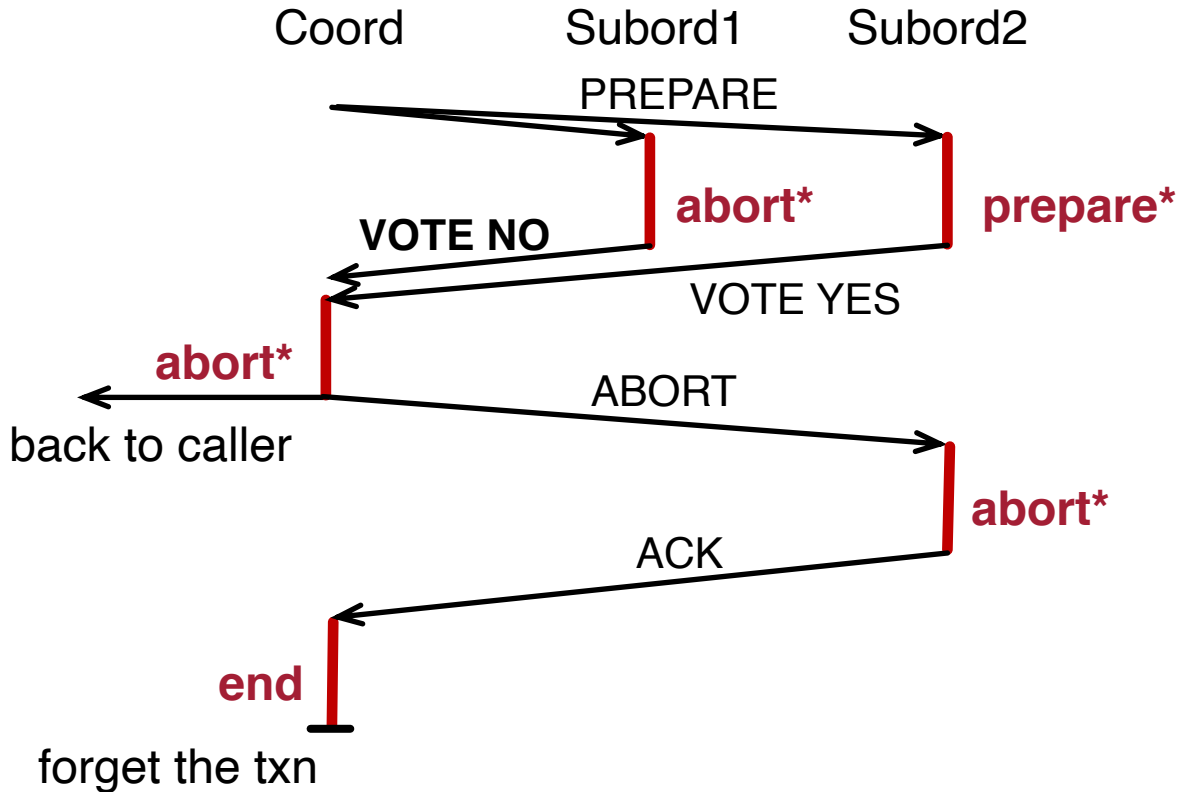 Coord
Subord1
Subord2
PREPARE
abort*
prepare*
VOTE NO
VOTE YES
abort*
ABORT
back to caller
abort*
ACK
end
forget the txn